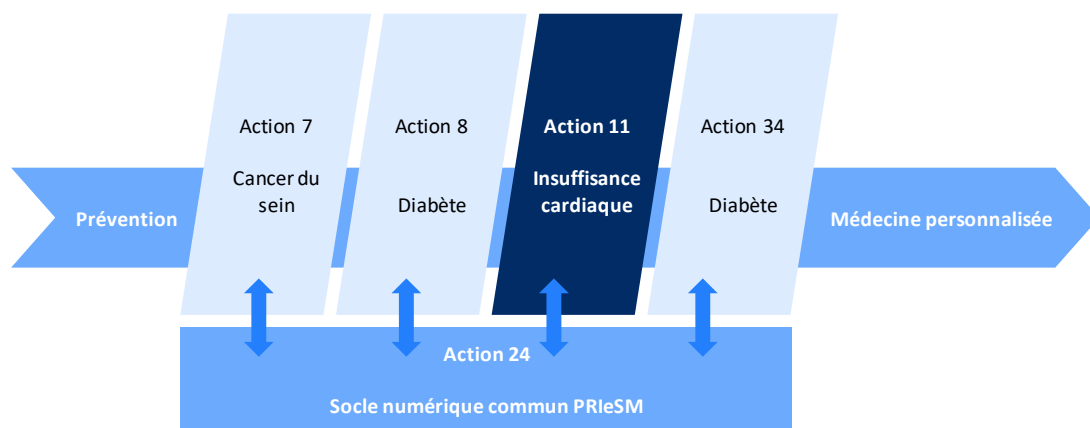 Prévention
Action 7
Cancer du
sein
Action 8
Diabète
Action 11
Insuffisance
cardiaque
Action 34
Diabète
Médecine personnalisée
Action 24
Socle numérique commun PRIeSM